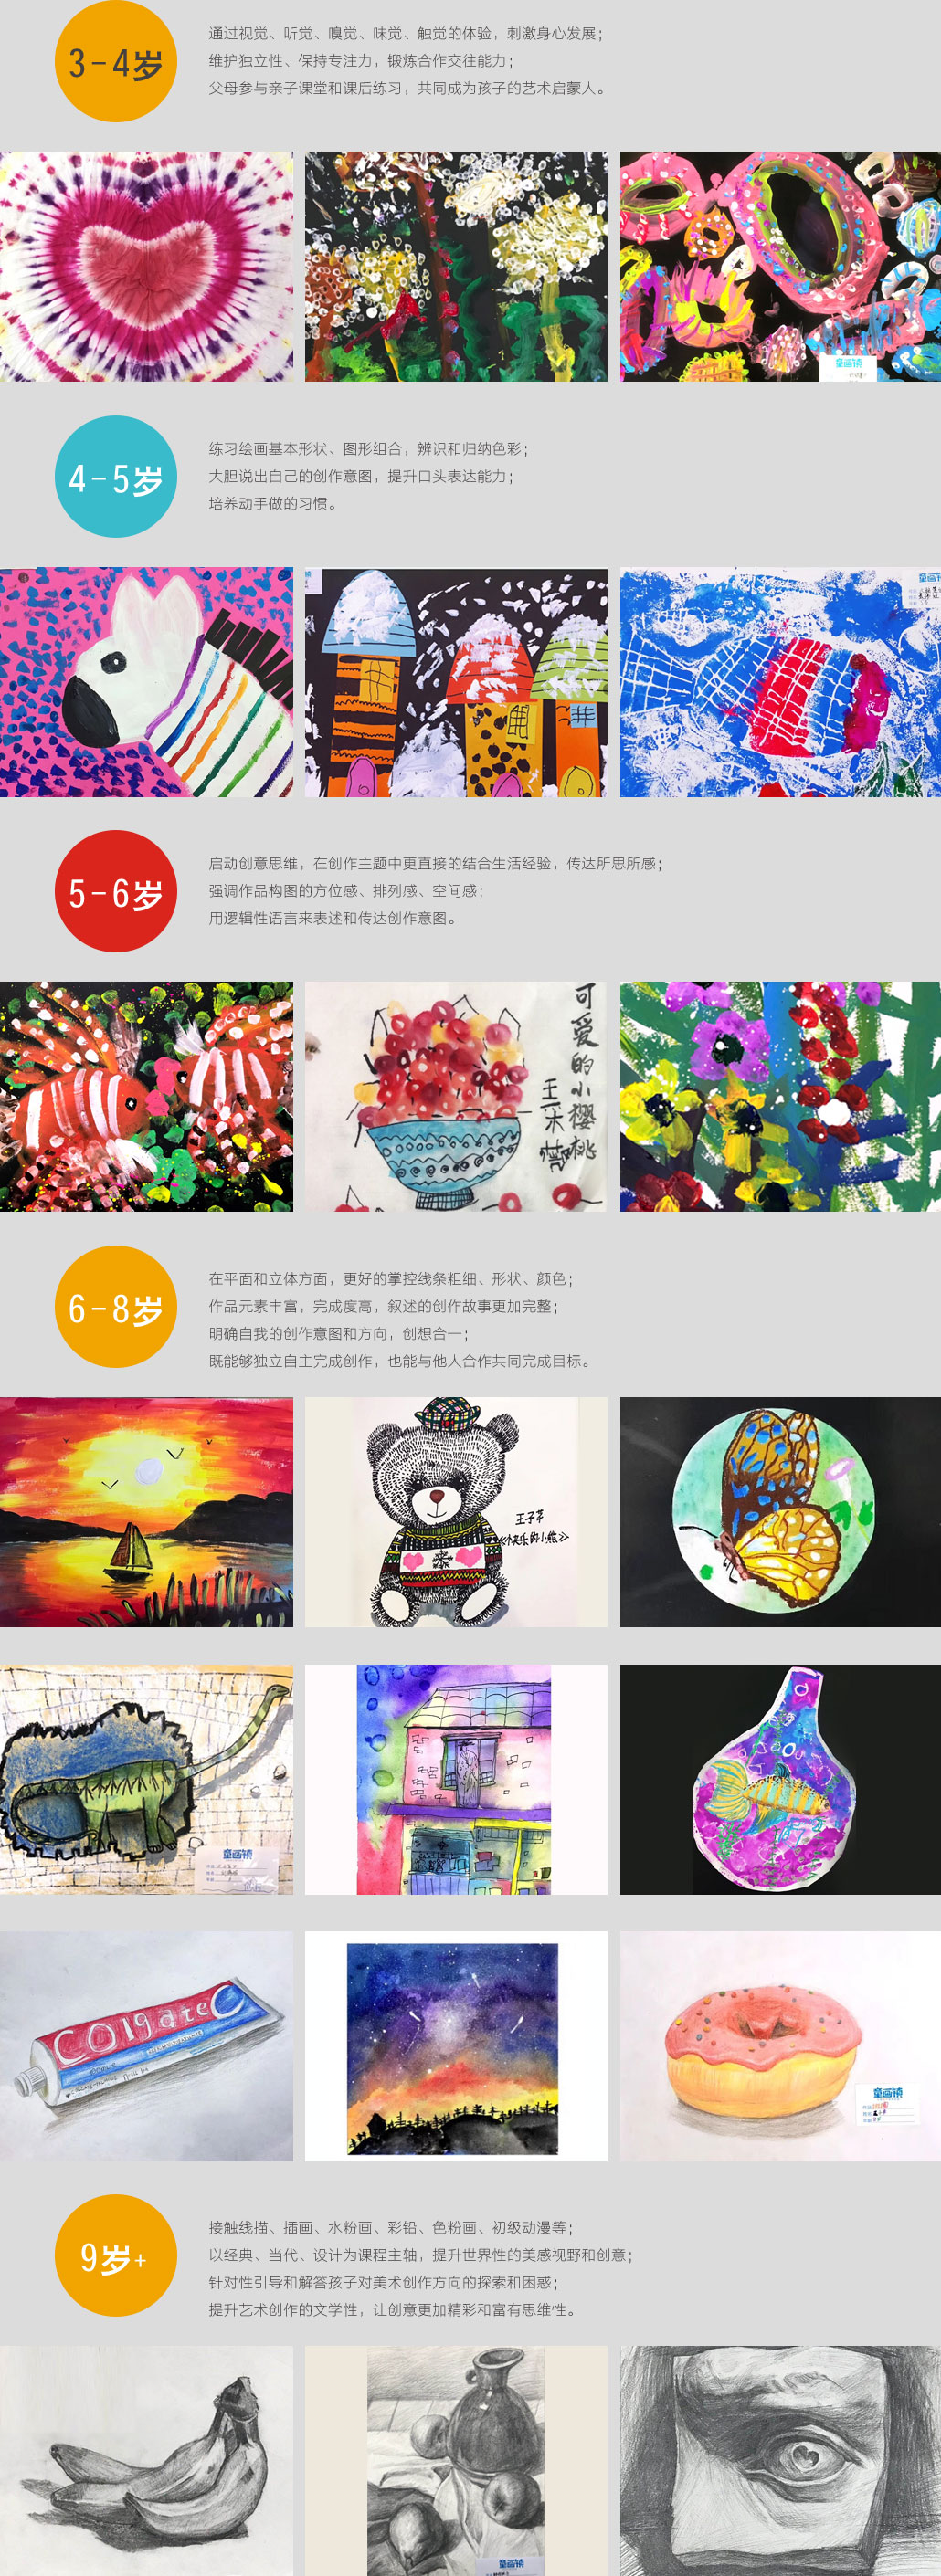 3-4岁
通过视觉、听觉、嗅觉、味觉、触觉的体验，刺激身心发展；
维护独立性、保持专注力，锻炼合作交往能力；
父母参与亲子课堂和课后练习，共同成为孩子的艺术启蒙人。
童画镇
4-5岁
练习绘画基本形状、图形组合，辨识和归纳色彩；
大胆说出自己的创作意图，提升口头表达能力；
培养动手做的习惯。
5-6岁
启动创意思维，在创作主题中更直接的结合生活经验，传达所思所感；
强调作品构图的方位感、排列感、空间感；
用逻辑性语言来表述和传达创作意图。
可爱的小樱桃
6-8岁
在平面和立体方面，更好的掌控线条粗细、形状、颜色；
作品元素丰富，完成度高，叙述的创作故事更加完整；
明确自我的创作意图和方向，创想合一；
既能够独立自主完成创作，也能与他人合作共同完成目标。
王子芊
《快乐的小熊》
童画镇
Colgate C
童画镇
9岁+
接触线描、插画、水粉画、彩铅、色粉画、初级动漫等；
以经典、当代、设计为课程主轴，提升世界性的美感视野和创意；
针对性引导和解答孩子对美术创作方向的探索和困惑；
提升艺术创作的文学性，让创意更加精彩和富有思维性。
童画镇